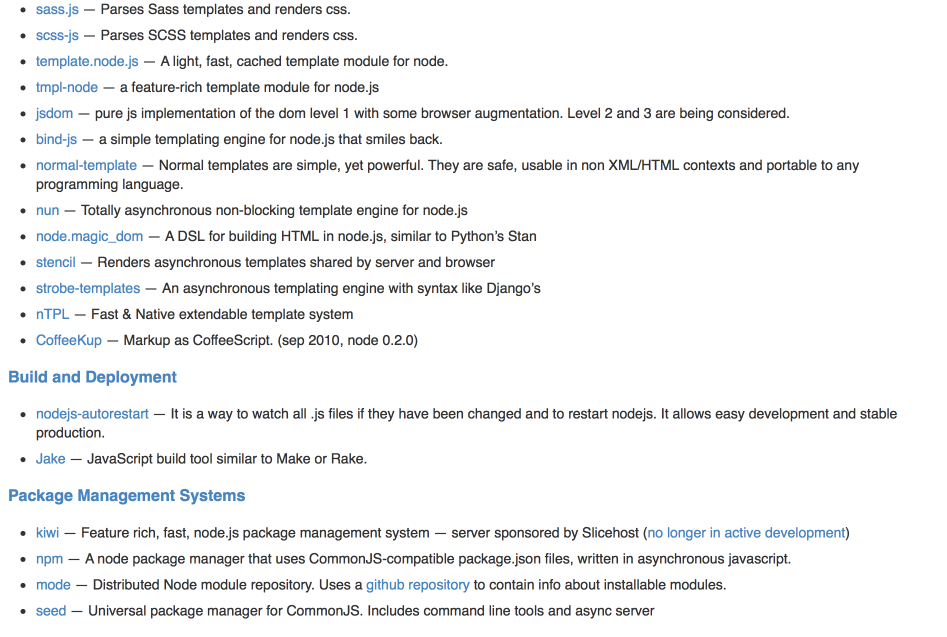 sass.js — Parses Sass templates and renders css.
scss-js — Parses SCSS templates and renders css.
template.node.js — A light, fast, cached template module for node.
tmpl-node — a feature-rich template module for node.js
jsdom — pure js implementation of the dom level 1 with some browser augmentation. Level 2 and 3 are being considered.
bind-js — a simple templating engine for node.js that smiles back.
normal-template — Normal templates are simple, yet powerful. They are safe, usable in non XML/HTML contexts and portable to any
programming language.
nun — Totally asynchronous non-blocking template engine for node.js
node.magic_dom — A DSL for building HTML in node.js, similar to Python’s Stan
stencil — Renders asynchronous templates shared by server and browser
strobe-templates — An asynchronous templating engine with syntax like Django’s
nTPL — Fast & Native extendable template system
CoffeeKup — Markup as CoffeeScript. (sep 2010, node 0.2.0)
Build and Deployment
nodejs-autorestart — It is a way to watch all .js files if they have been changed and to restart nodejs. It allows easy development and stable
production.
Jake — JavaScript build tool similar to Make or Rake.
Package Management Systems
kiwi — Feature rich, fast, node.js package management system — server sponsored by Slicehost (no longer in active development)
npm — A node package manager that uses CommonJS-compatible package.json files, written in asynchronous javascript.
mode — Distributed Node module repository. Uses a github repository to contain info about installable modules.
seed — Universal package manager for CommonJS. Includes command line tools and async server